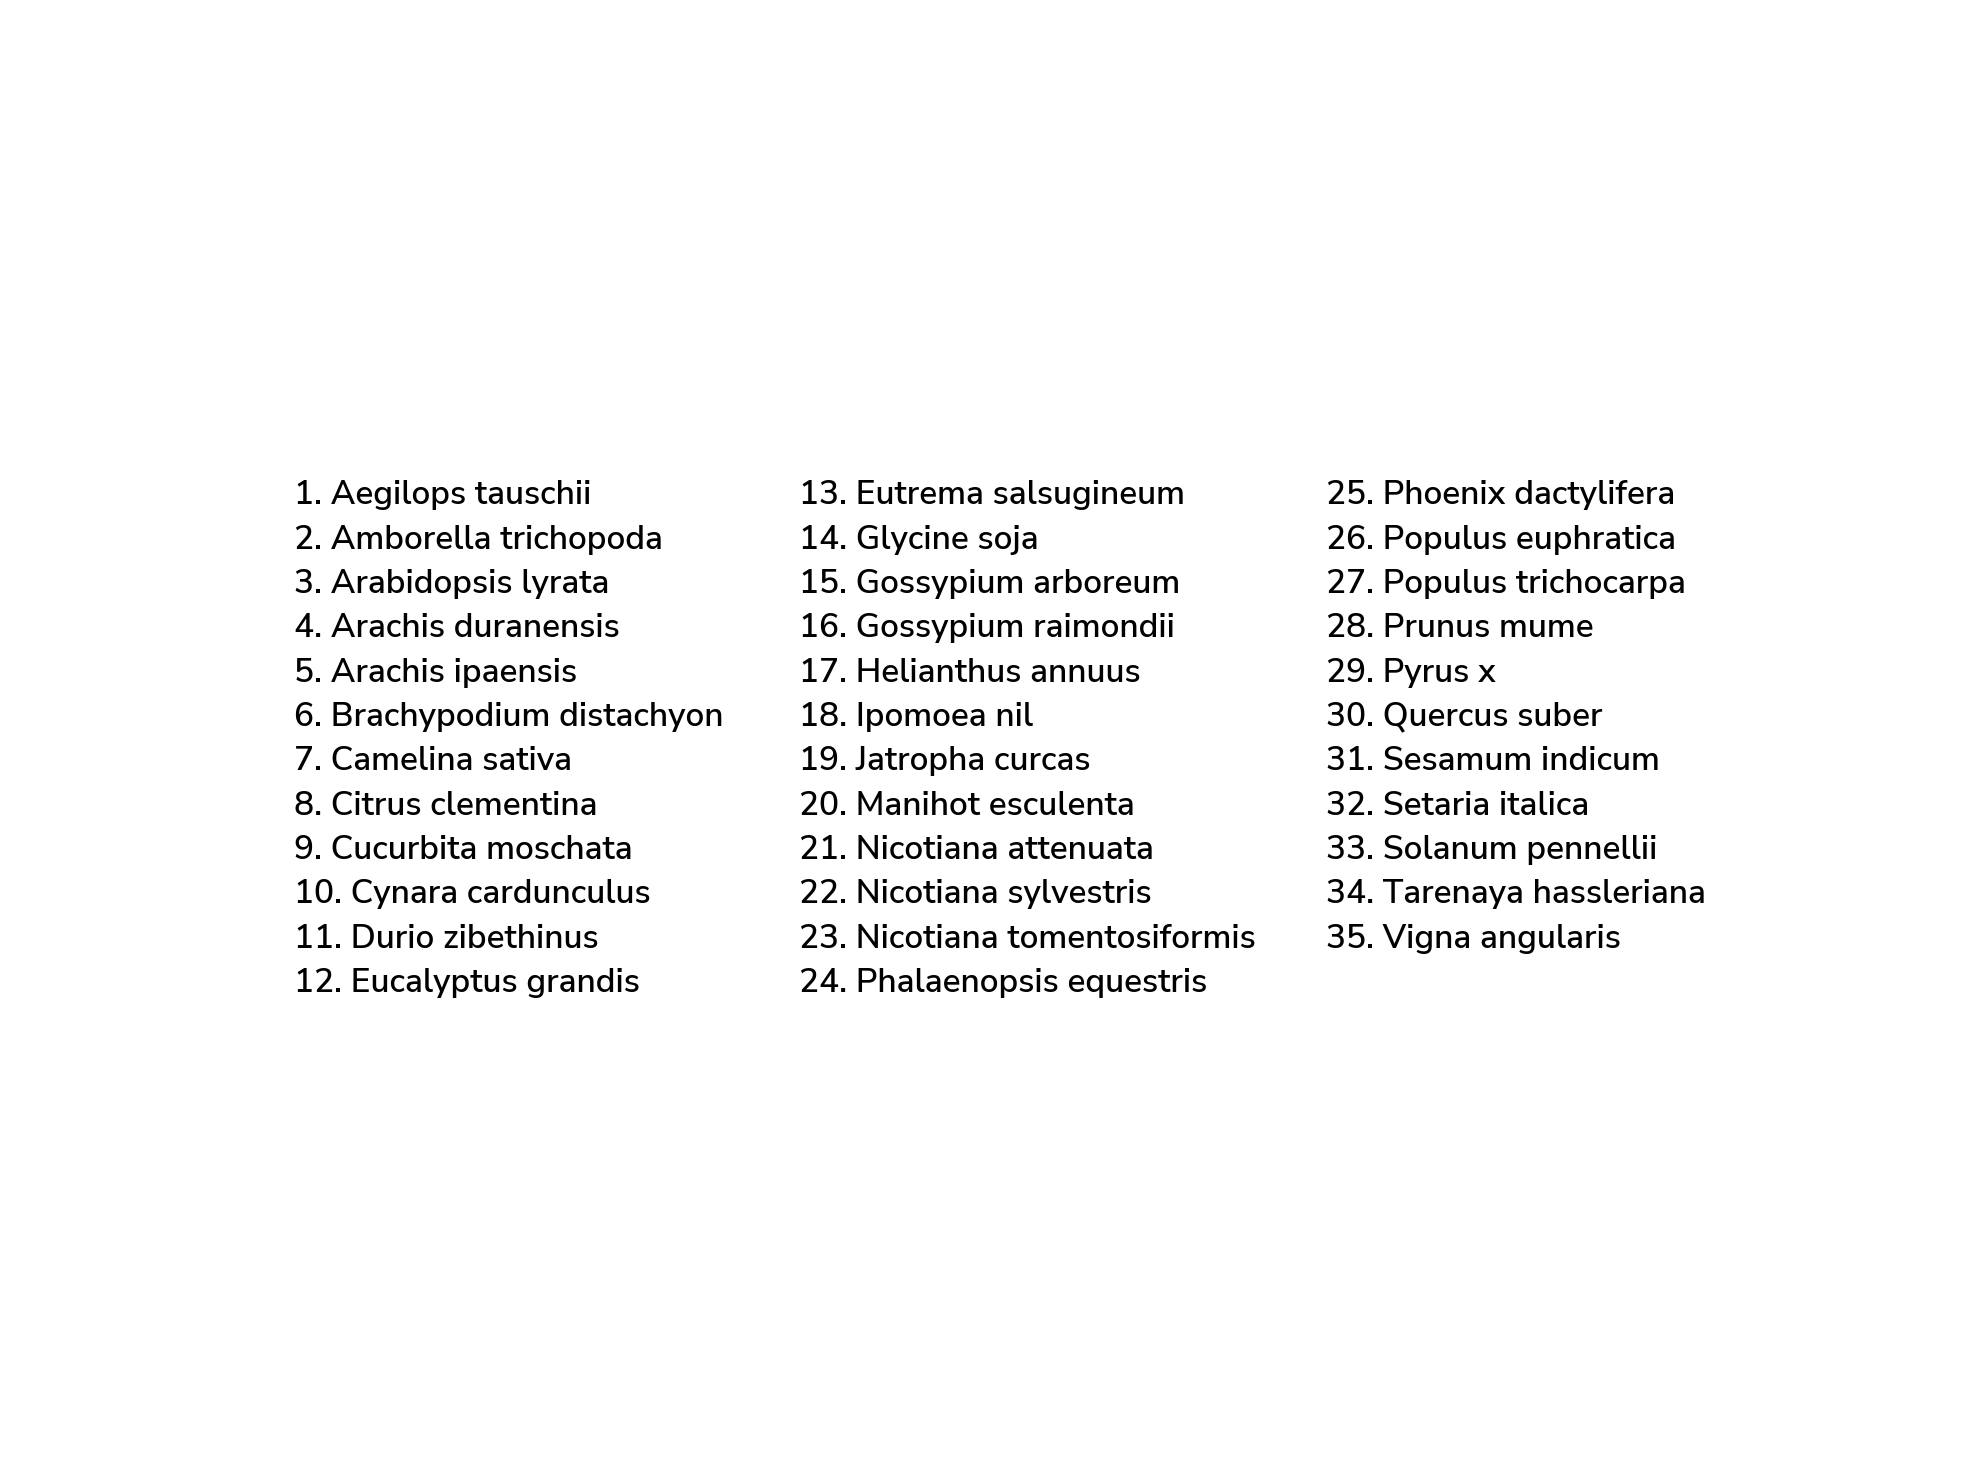 1. Aegilops tauschii
2. Amborella trichopoda
3. Arabidopsis lyrata
4. Arachis duranensis
5. Arachis ipaensis
6. Brachypodium distachyon
7. Camelina sativa
8. Citrus clementina
9. Cucurbita moschata
10. Cynara cardunculus
11. Durio zibethinus
12. Eucalyptus grandis
13. Eutrema salsugineum
14. Glycine soja
15. Gossypium arboreum
16. Gossypium raimondii
17. Helianthus annuus
18. Ipomoea nil
19. Jatropha curcas
20. Manihot esculenta
21. Nicotiana attenuata
22. Nicotiana sylvestris
23. Nicotiana tomentosiformis
24. Phalaenopsis equestris
25. Phoenix dactylifera
26. Populus euphratica
27. Populus trichocarpa
28. Prunus mume
29. Pyrus x
30. Quercus suber
31. Sesamum indicum
32. Setaria italica
33. Solanum pennellii
34. Tarenaya hassleriana
35. Vigna angularis